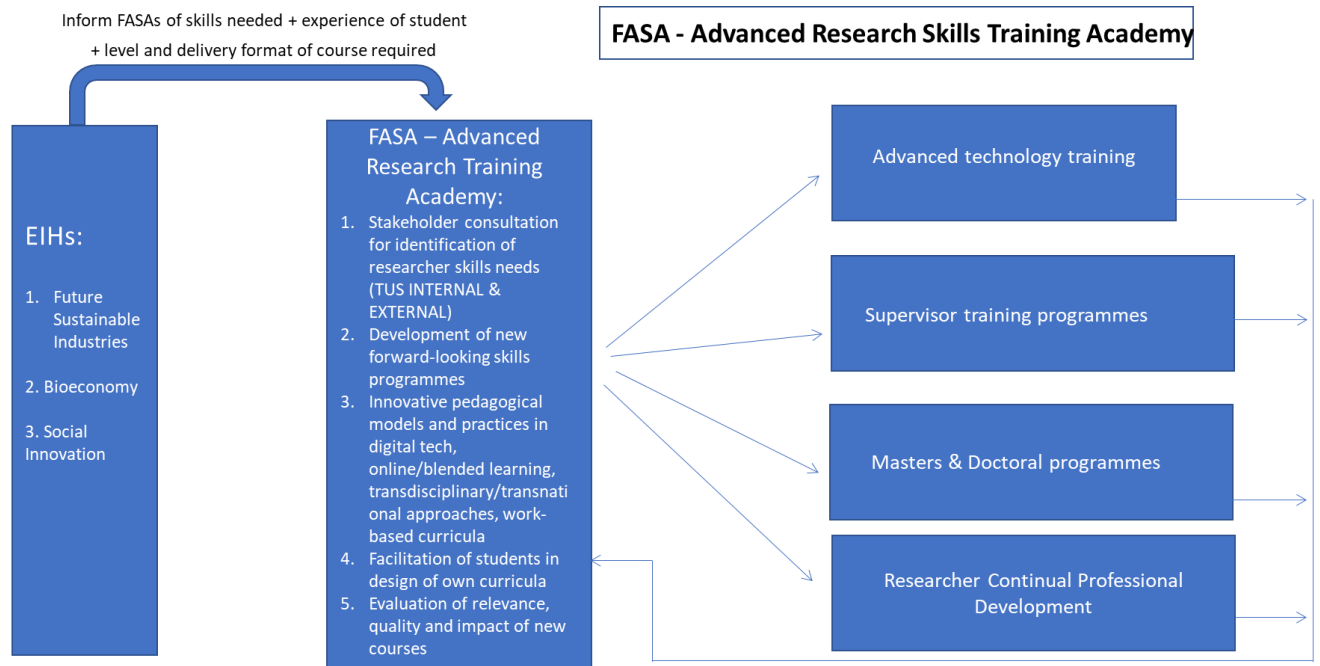 Inform FASAs of skills needed + experience of student
+ level and delivery format of course required
FASA - Advanced Research Skills Training Academy
EIHs:
1. Future
Sustainable
Industries
2. Bioeconomy
3. Social
Innovation
FASA – Advanced
Research Training
Academy:
1. Stakeholder consultation
for identification of
researcher skills needs
(TUS INTERNAL &
EXTERNAL)
2. Development of new
forward-looking skills
programmes
3. Innovative pedagogical
models and practices in
digital tech,
online/blended learning,
transdisciplinary/transnati
onal approaches, work-
based curricula
4. Facilitation of students in
design of own curricula
5. Evaluation of relevance,
quality and impact of new
courses
Advanced technology training
Supervisor training programmes
Masters & Doctoral programmes
Researcher Continual Professional
Development